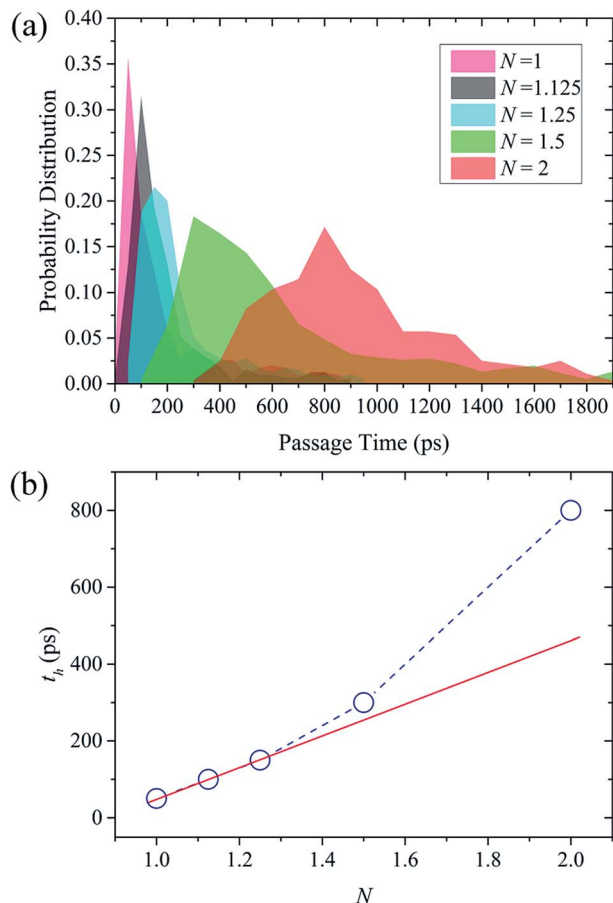 (a)
0.40
0.35
0.30
0.25
0.20
0.15
0.10
0.05
0.00
Probability Distribution
N =1
N =1.125
N = 1.25
N = 1.5
N = 2
0 200 400 600 800 1000 1200 1400 1600 1800
Passage Time (ps)
(b)
800
600
400
200
0
t_h (ps)
1.0 1.2 1.4 1.6 1.8 2.0
N